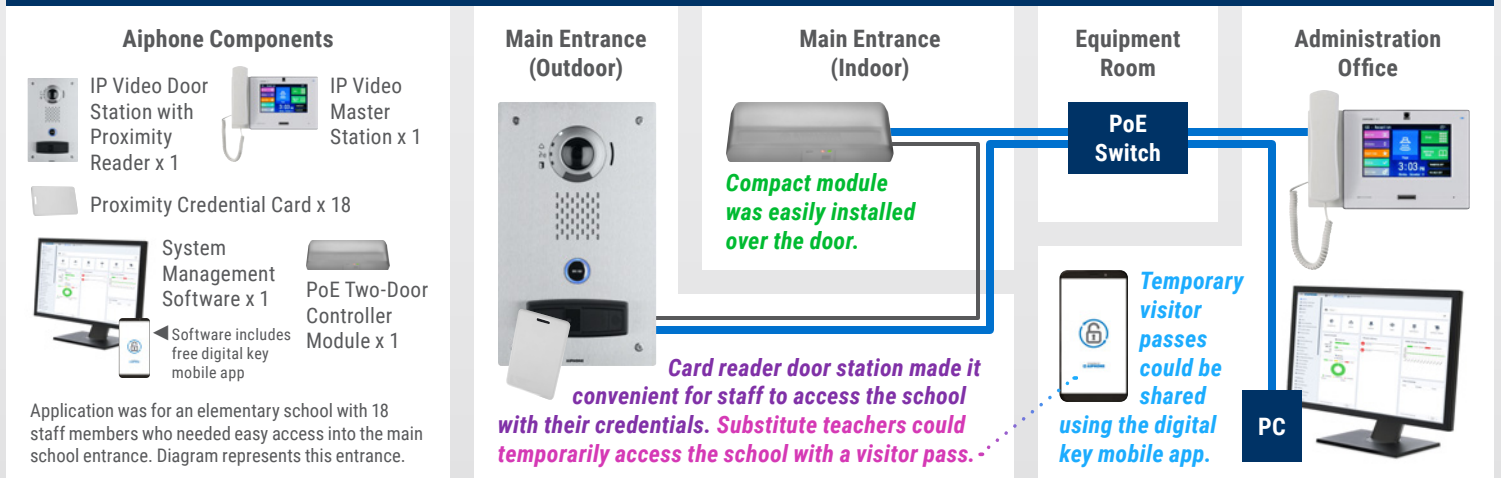 Aiphone Components
IP Video Door
Station with
Proximity
Reader x 1
IP Video
Master
Station x 1
Proximity Credential Card x 18
System
Management
Software x 1
Software includes
free digital key
mobile app
PoE Two-Door
Controller
Module x 1
Application was for an elementary school with 18
staff members who needed easy access into the main
school entrance. Diagram represents this entrance.
Main Entrance
(Outdoor)
Main Entrance
(Indoor)
Compact module
was easily installed
over the door.
Card reader door station made it
convenient for staff to access the school
with their credentials. Substitute teachers could
temporarily access the school with a visitor pass.
Equipment
Room
PoE
Switch
Temporary
visitor
passes
could be
shared
using the digital
key mobile app.
Administration
Office
3:03
PC